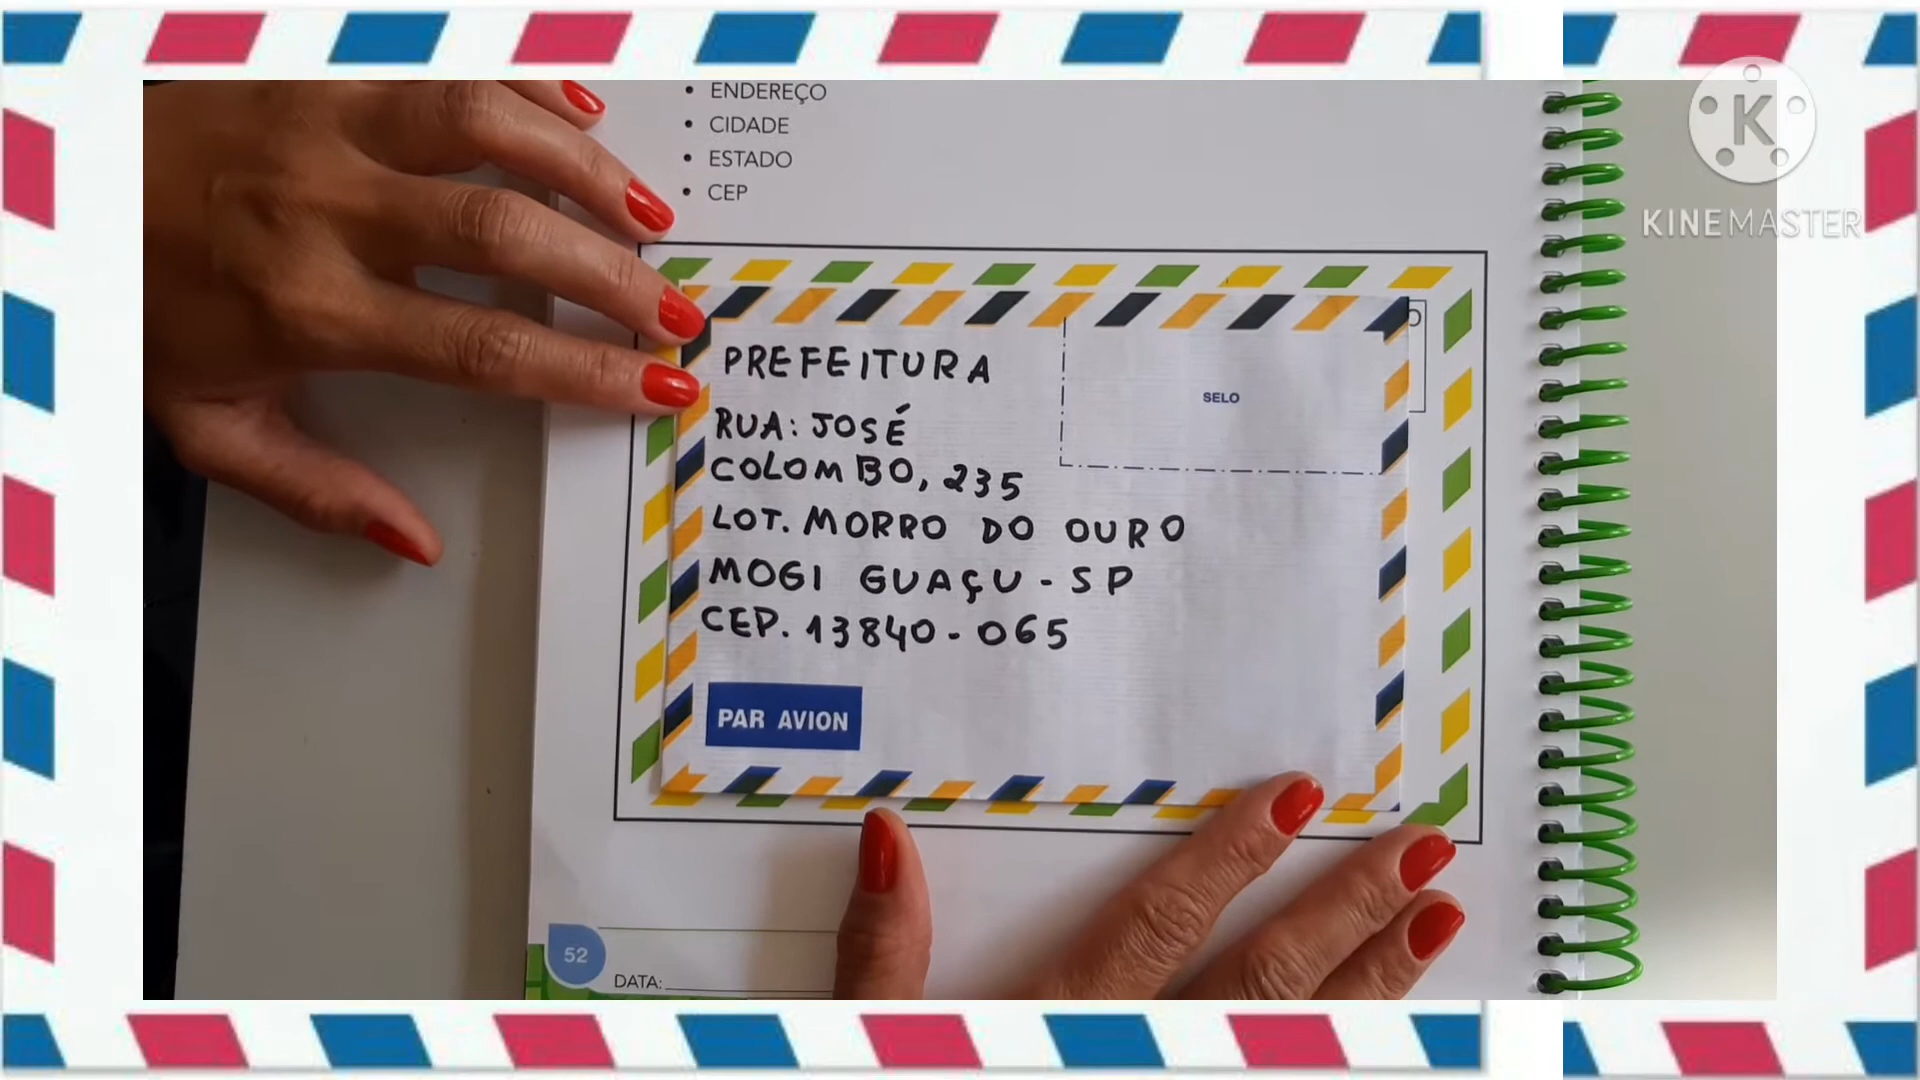 ENDEREÇO
CIDADE
ESTADO
CEP
K
KINEMASTER
PREFEITURA
SELO
RUA: JOSÉ
COLOMBO, 235
LOT. MORRO DO OURO
MOGI GUAÇU - SP
CEP. 13840-065
PAR AVION
52
DATA: